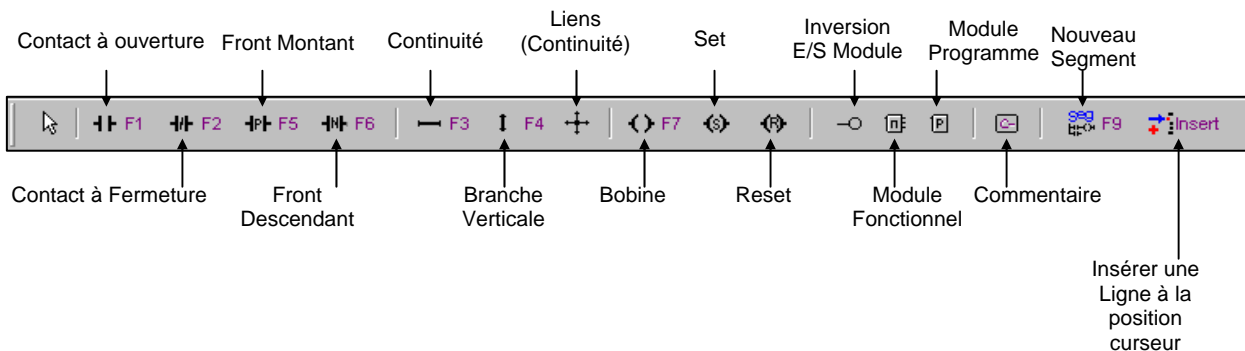 Contact à ouverture
Front Montant
Continuité
Liens
(Continuité)
Set
Inversion
E/S Module
Module
Programme
Nouveau
Segment
F1 F2 P F5 N F6 F3 F4 F7 S R P C seg F9 Insert
Contact à Fermeture
Front
Descendant
Branche
Verticale
Bobine
Reset
Module
Fonctionnel
Commentaire
Insérer une
Ligne à la
position
curseur